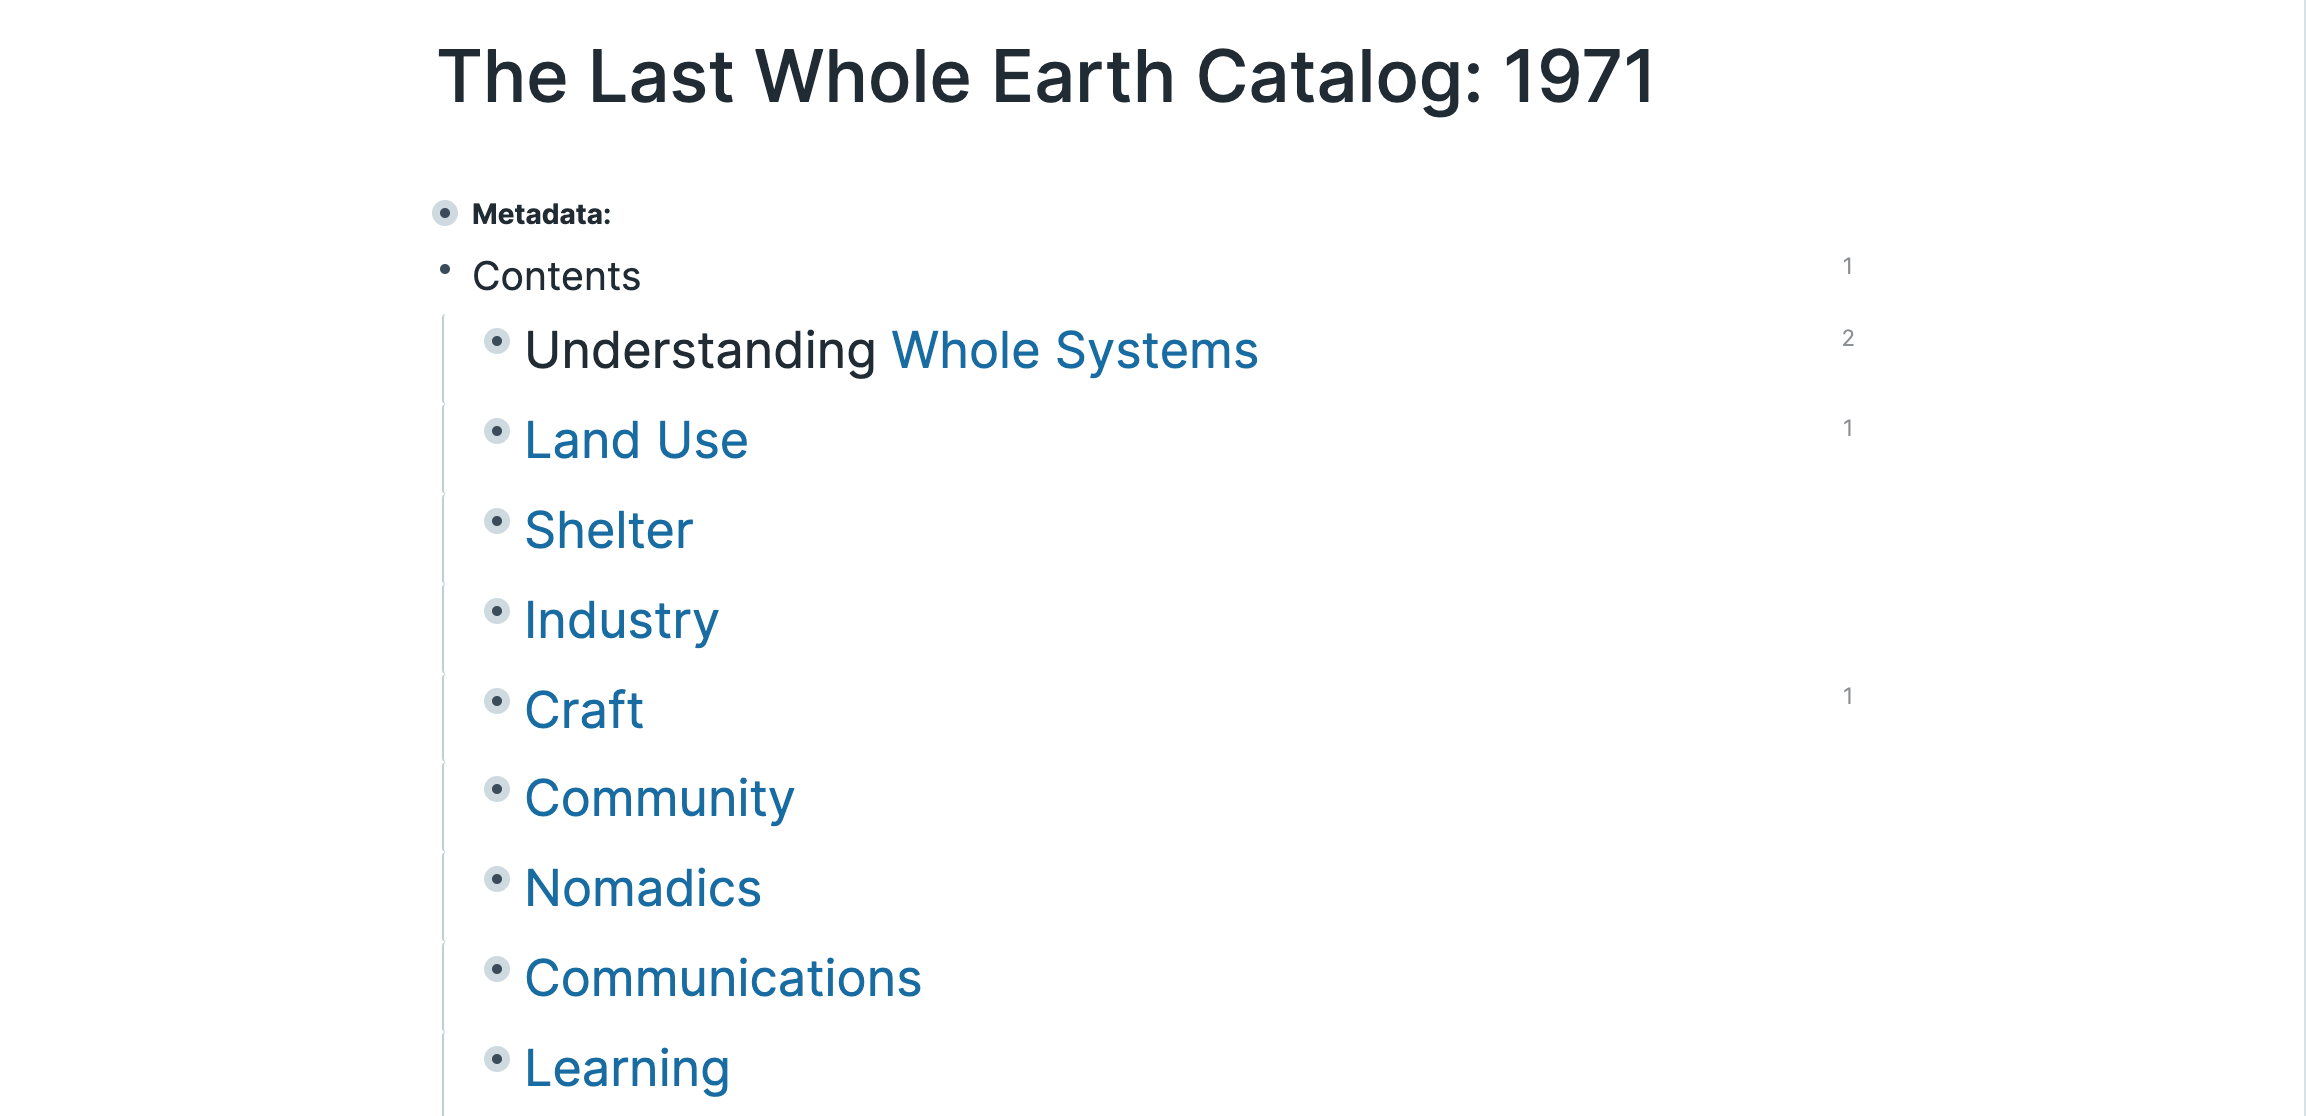 The Last Whole Earth Catalog: 1971
Metadata:
Contents 1
Understanding Whole Systems 2
Land Use 1
Shelter
Industry
Craft 1
Community
Nomadics
Communications
Learning